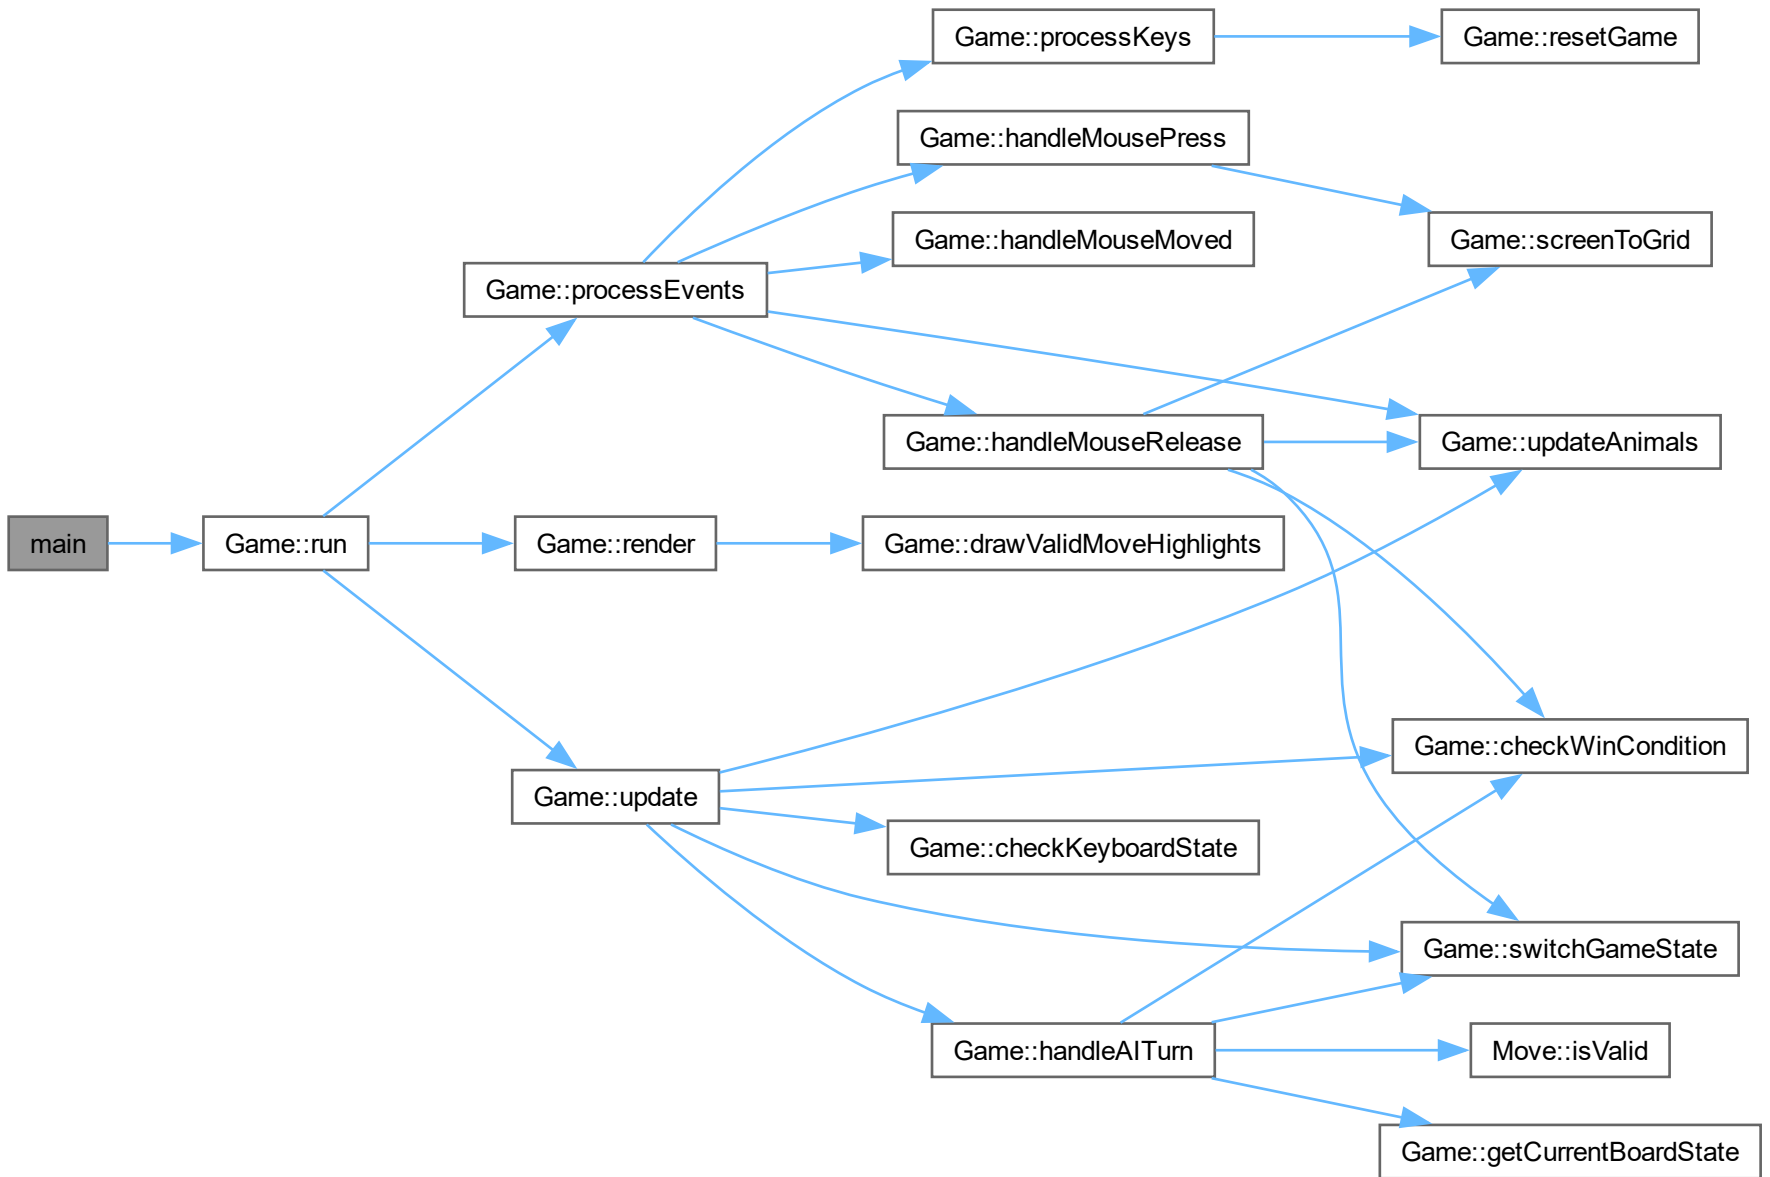 Game::processKeys
Game::resetGame
Game::handleMousePress
Game::handleMouseMoved
Game::screenToGrid
Game::processEvents
Game::handleMouseRelease
Game::updateAnimals
main
Game::run
Game::render
Game::drawValidMoveHighlights
Game::checkWinCondition
Game::update
Game::checkKeyboardState
Game::switchGameState
Game::handleAITurn
Move::isValid
Game::getCurrentBoardState